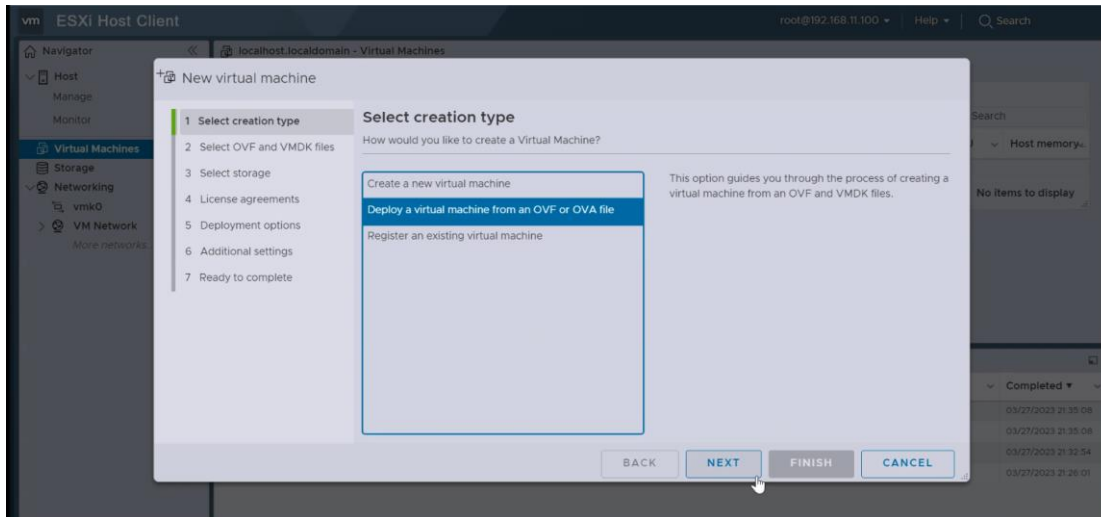 vm ESXi Host Client
root@192.168.11.100 Help Search
Navigator
localhost.localdomain - Virtual Machines
Host
Manage
Monitor
Virtual Machines
Storage
Networking
vmk0
VM Network
More networks...
New virtual machine
1 Select creation type
2 Select OVF and VMDK files
3 Select storage
4 License agreements
5 Deployment options
6 Additional settings
7 Ready to complete
Select creation type
How would you like to create a Virtual Machine?
Create a new virtual machine
Deploy a virtual machine from an OVF or OVA file
Register an existing virtual machine
This option guides you through the process of creating a
virtual machine from an OVF and VMDK files.
BACK NEXT FINISH CANCEL
Search
Host memory
No items to display
Completed
03/27/2023 21:35:08
03/27/2023 21:35:08
03/27/2023 21:32:54
03/27/2023 21:26:01